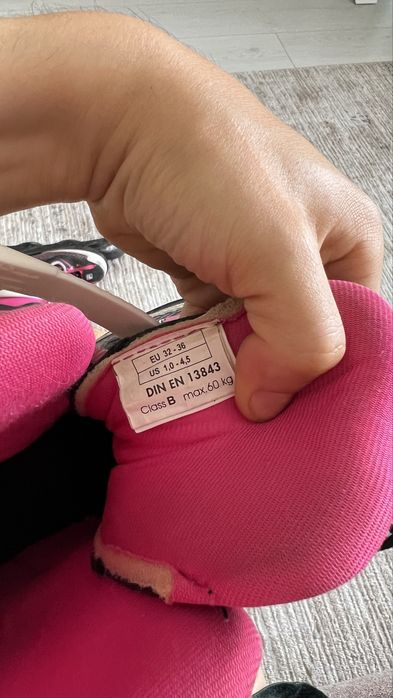 EU 32-36
US 1,0-4,5
DIN EN 13843
Class B max.60 kg